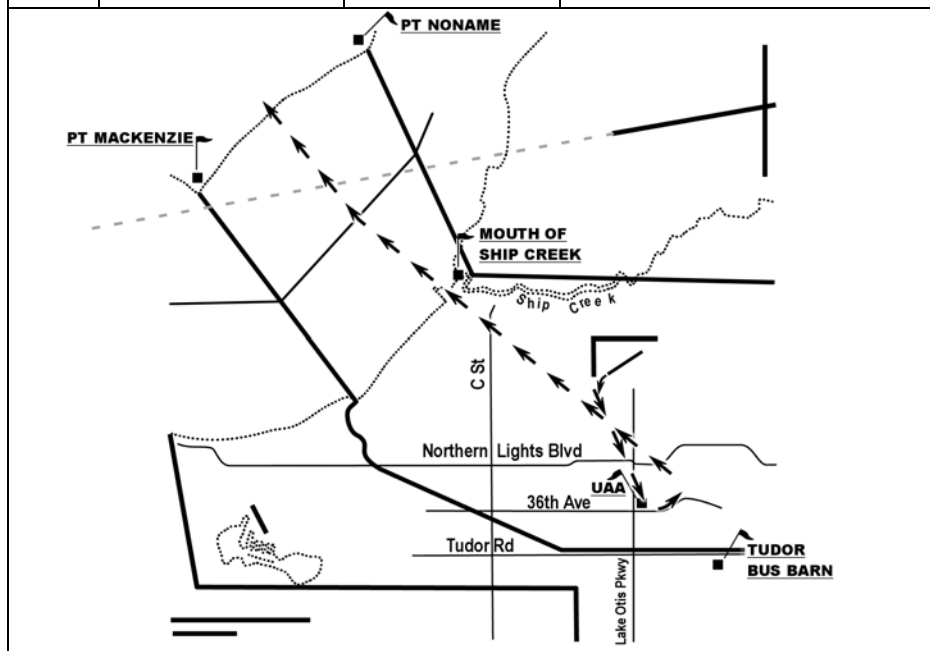 PT NONAME
PT MACKENZIE
MOUTH OF
SHIP CREEK
Ship Creek
C St
Northern Lights Blvd
UAA
36th Ave
Tudor Rd
TUDOR
BUS BARN
Lake Otis Pkwy